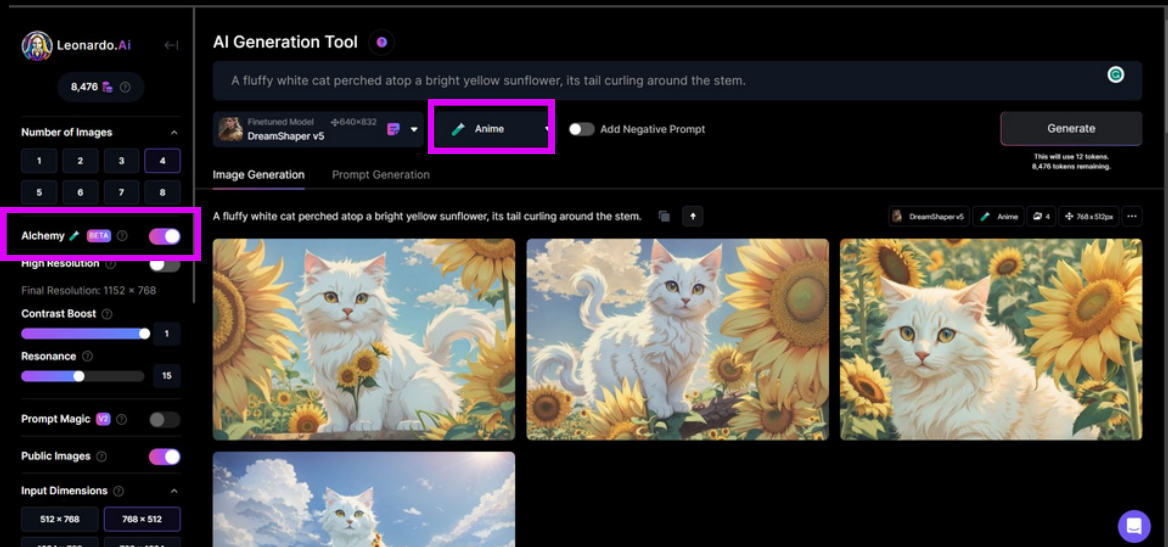 Leonardo.Ai
8,476
Number of Images
1 2 3 4
5 6 7 8
Alchemy BETA
High Resolution
Final Resolution: 1152 × 768
Contrast Boost
1
Resonance
15
Prompt Magic V2
Public Images
Input Dimensions
512 × 768 768 × 512
AI Generation Tool
A fluffy white cat perched atop a bright yellow sunflower, its tail curling around the stem.
Finetuned Model 640×832
DreamShaper v5
Anime
Add Negative Prompt
Generate
This will use 12 tokens.
8,476 tokens remaining.
Image Generation Prompt Generation
A fluffy white cat perched atop a bright yellow sunflower, its tail curling around the stem.
DreamShaper v5 Anime 4 768 x 512px